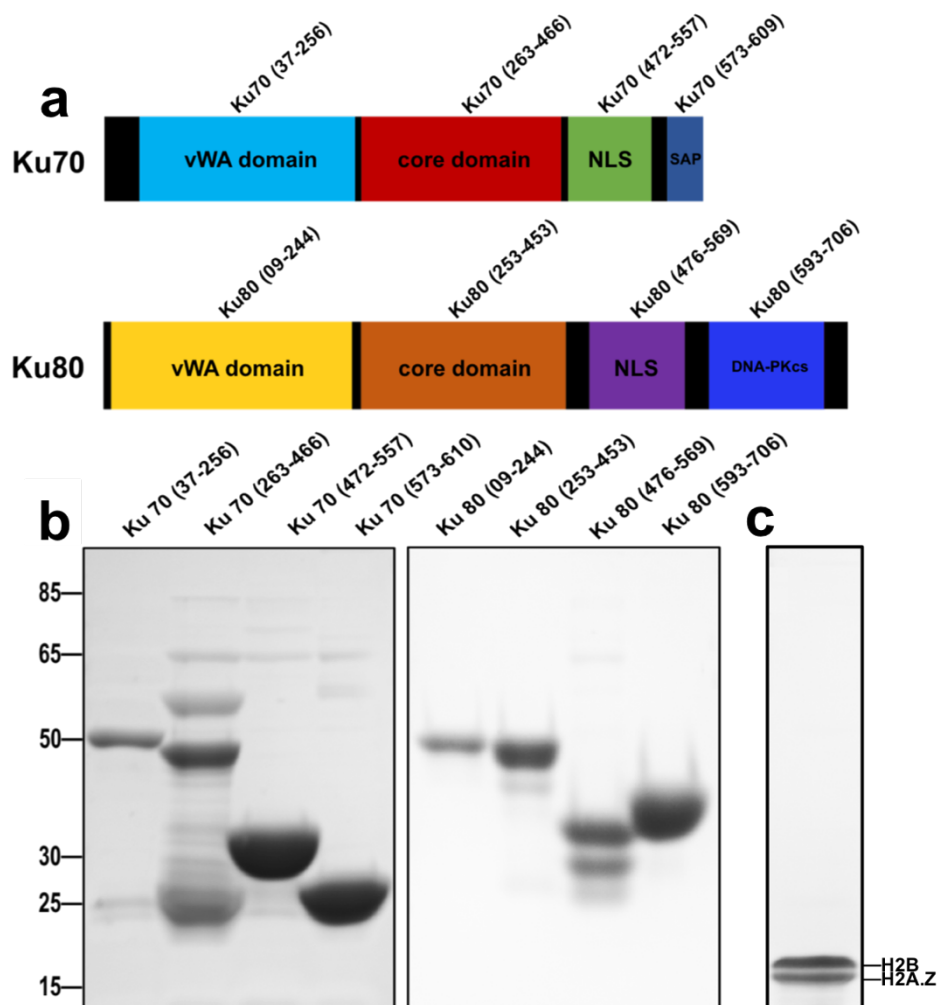 a
Ku70 (37-256)
Ku70 (263-466)
Ku70 (472-557)
Ku70 (573-609)
Ku70
vWA domain
core domain
NLS
SAP
Ku80 (09-244)
Ku80 (253-453)
Ku80 (476-569)
Ku80 (593-706)
Ku80
vWA domain
core domain
NLS
DNA-PKcs
b
Ku 70 (37-256)
Ku 70 (263-466)
Ku 70 (472-557)
Ku 70 (573-610)
Ku 80 (09-244)
Ku 80 (253-453)
Ku 80 (476-569)
Ku 80 (593-706)
85
65
50
30
25
15
c
H2B
H2A.Z